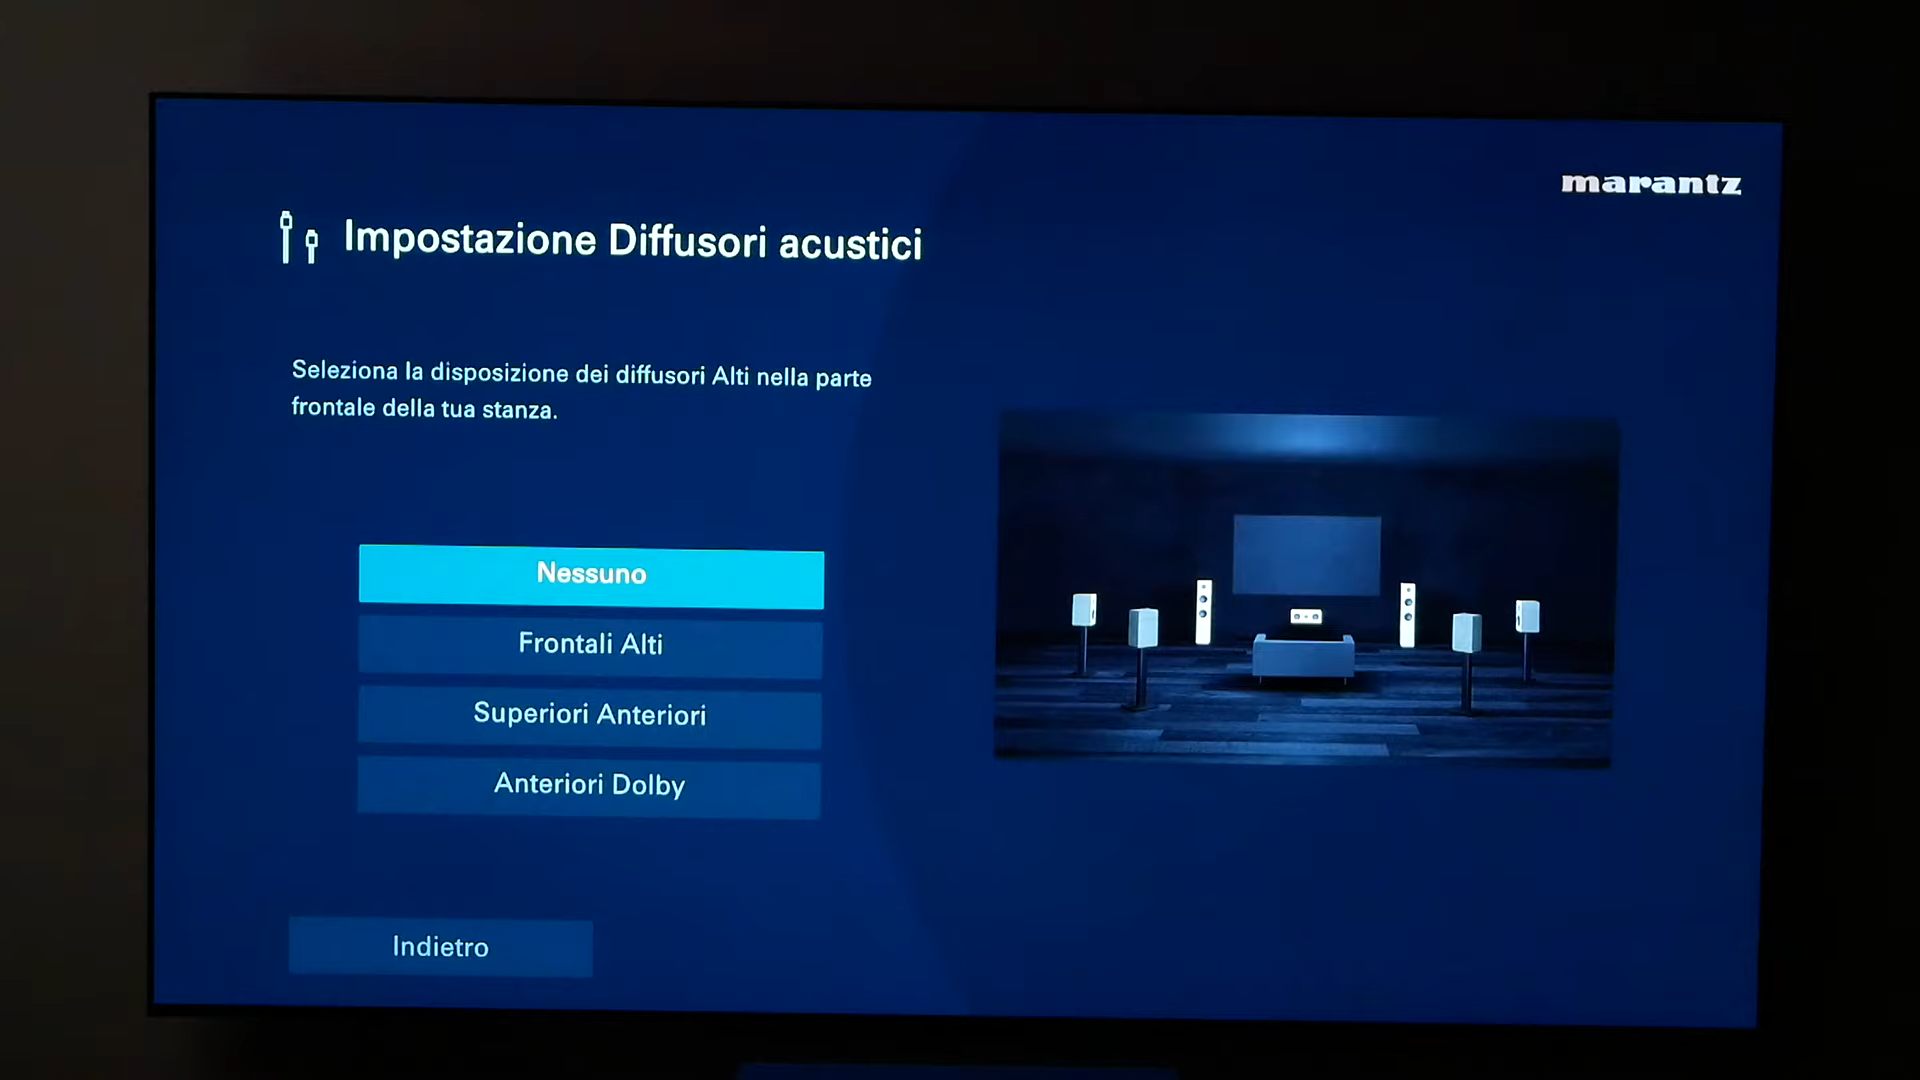 marantz
Impostazione Diffusori acustici
Seleziona la disposizione dei diffusori Alti nella parte
frontale della tua stanza.
Nessuno
Frontali Alti
Superiori Anteriori
Anteriori Dolby
Indietro